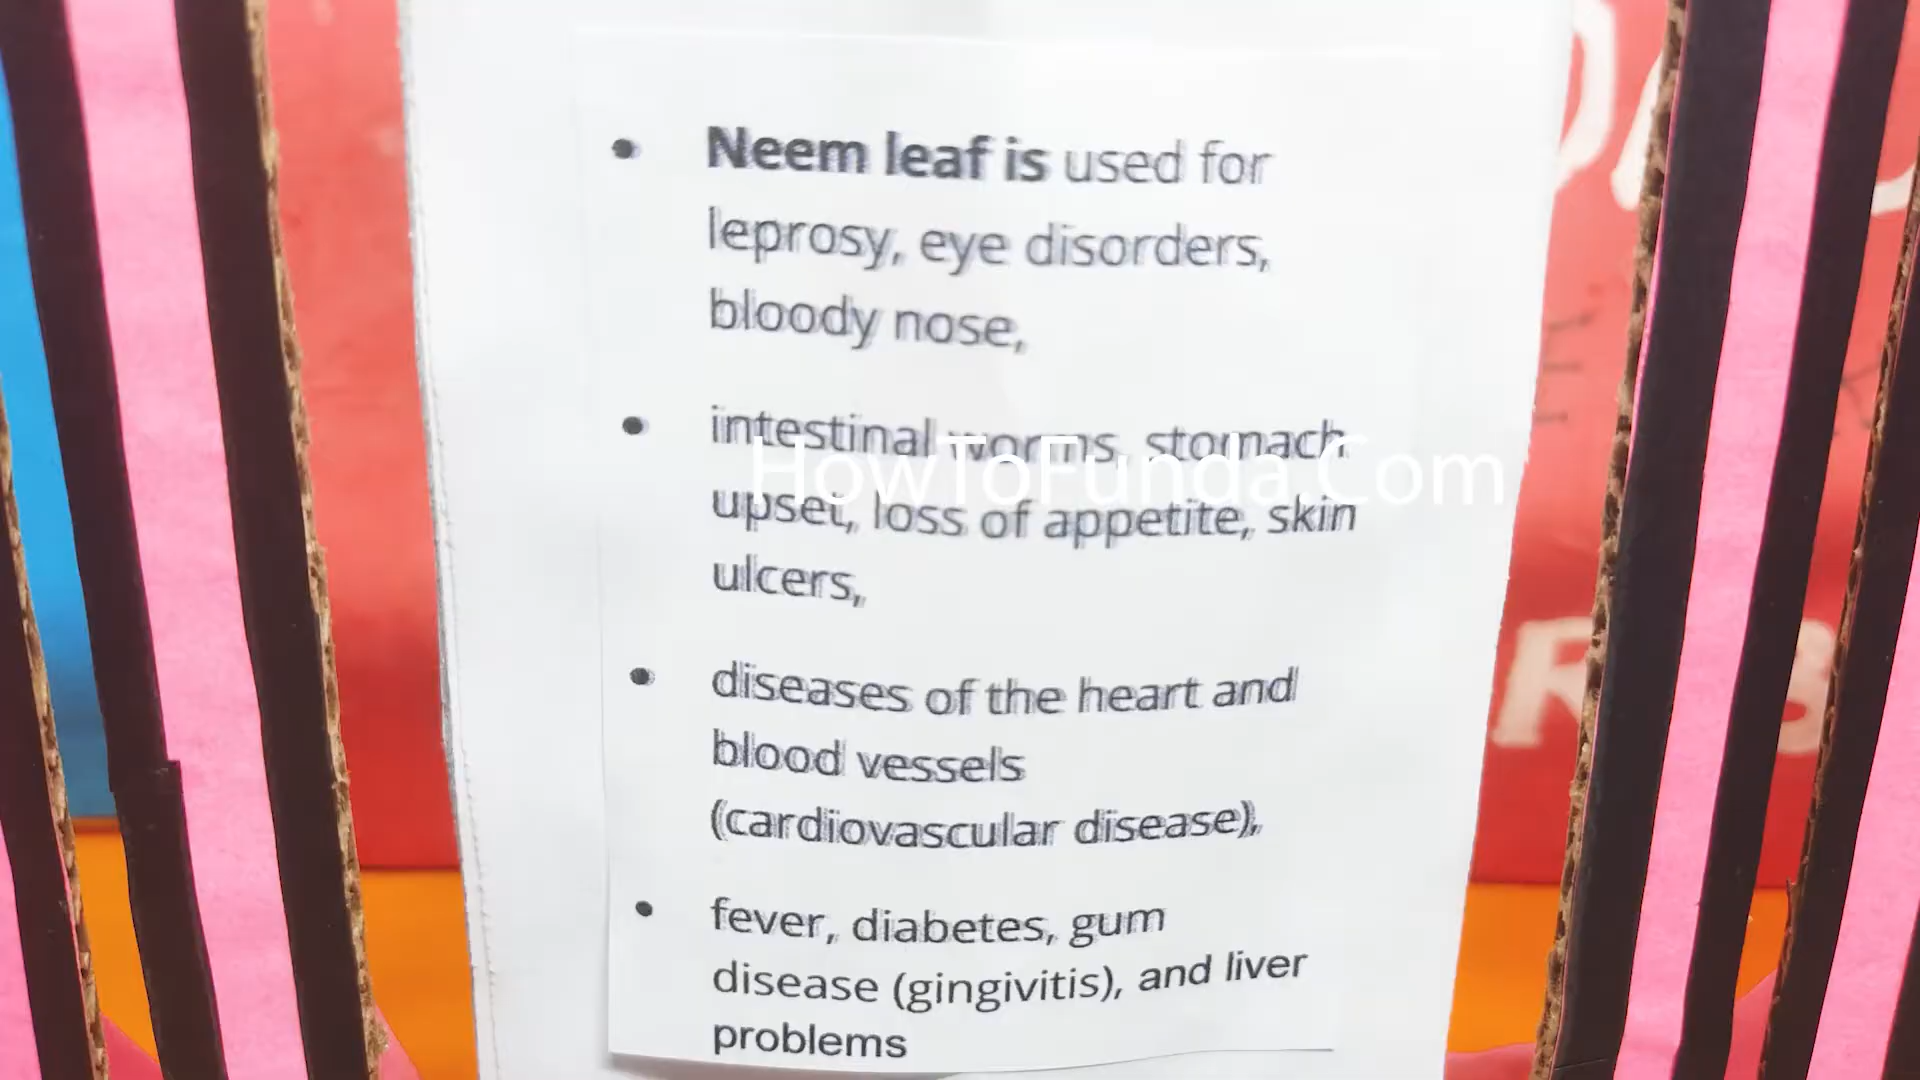 • Neem leaf is used for
leprosy, eye disorders,
bloody nose,
• intestinal worms, stomach
upset, loss of appetite, skin
ulcers,
• diseases of the heart and
blood vessels
(cardiovascular disease),
• fever, diabetes, gum
disease (gingivitis), and liver
problems
HowToFunda.Com